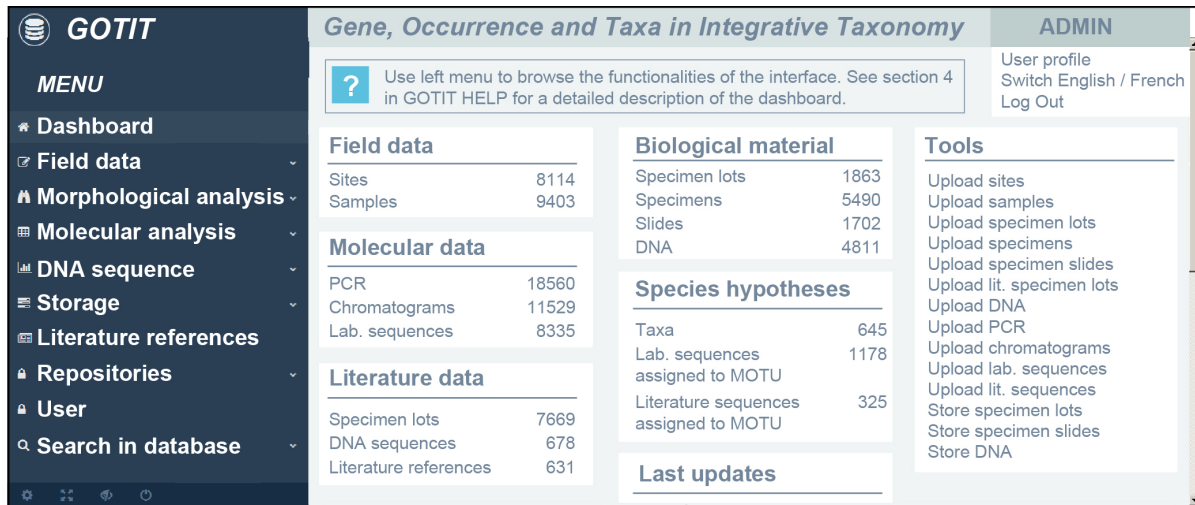 GOTIT
MENU
Dashboard
Field data
Morphological analysis
Molecular analysis
DNA sequence
Storage
Literature references
Repositories
User
Search in database
Gene, Occurrence and Taxa in Integrative Taxonomy
ADMIN
User profile
Switch English / French
Log Out
?
Use left menu to browse the functionalities of the interface. See section 4
in GOTIT HELP for a detailed description of the dashboard.
Field data
Sites 8114
Samples 9403
Molecular data
PCR 18560
Chromatograms 11529
Lab. sequences 8335
Literature data
Specimen lots 7669
DNA sequences 678
Literature references 631
Biological material
Specimen lots 1863
Specimens 5490
Slides 1702
DNA 4811
Species hypotheses
Taxa 645
Lab. sequences 1178
assigned to MOTU
Literature sequences 325
assigned to MOTU
Last updates
Tools
Upload sites
Upload samples
Upload specimen lots
Upload specimens
Upload specimen slides
Upload lit. specimen lots
Upload DNA
Upload PCR
Upload chromatograms
Upload lab. sequences
Upload lit. sequences
Store specimen lots
Store specimen slides
Store DNA